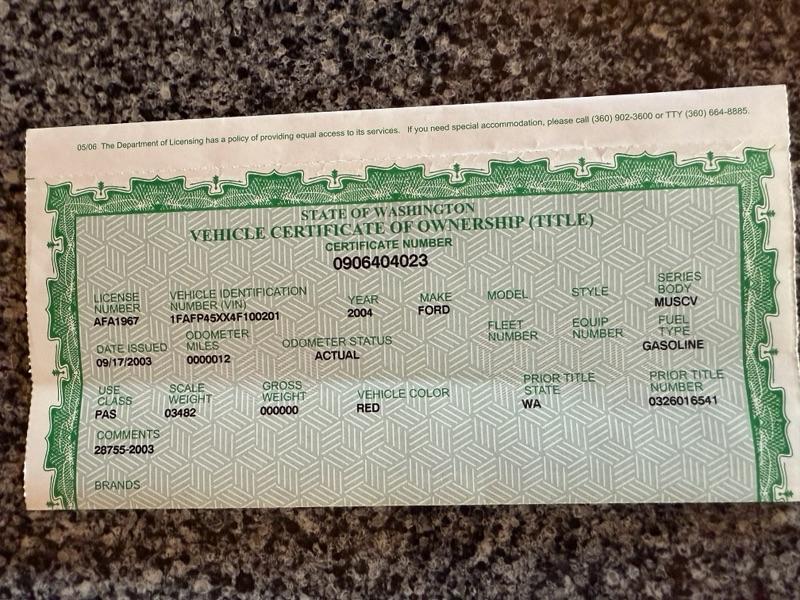 05/06 The Department of Licensing has a policy of providing equal access to its services. If you need special accommodation, please call (360) 902-3600 or TTY (360) 664-8885.
STATE OF WASHINGTON
VEHICLE CERTIFICATE OF OWNERSHIP (TITLE)
CERTIFICATE NUMBER
0906404023
LICENSE NUMBER
AFA1967
VEHICLE IDENTIFICATION NUMBER (VIN)
1FAFP45XX4F100201
YEAR
2004
MAKE
FORD
MODEL
STYLE
SERIES BODY
MUSCV
DATE ISSUED
09/17/2003
ODOMETER MILES
0000012
ODOMETER STATUS
ACTUAL
FLEET NUMBER
EQUIP NUMBER
FUEL TYPE
GASOLINE
USE CLASS
PAS
SCALE WEIGHT
03482
GROSS WEIGHT
000000
VEHICLE COLOR
RED
PRIOR TITLE STATE
WA
PRIOR TITLE NUMBER
0326016541
COMMENTS
28755-2003
BRANDS